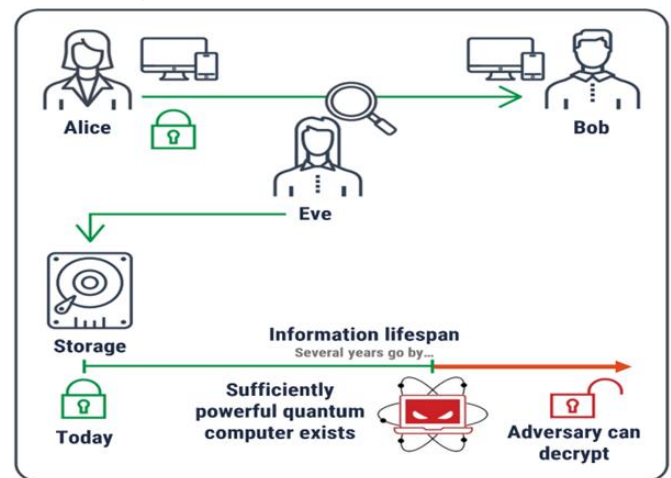 Alice
Bob
Eve
Storage
Information lifespan
Several years go by...
Today
Sufficiently
powerful quantum
computer exists
Adversary can
decrypt